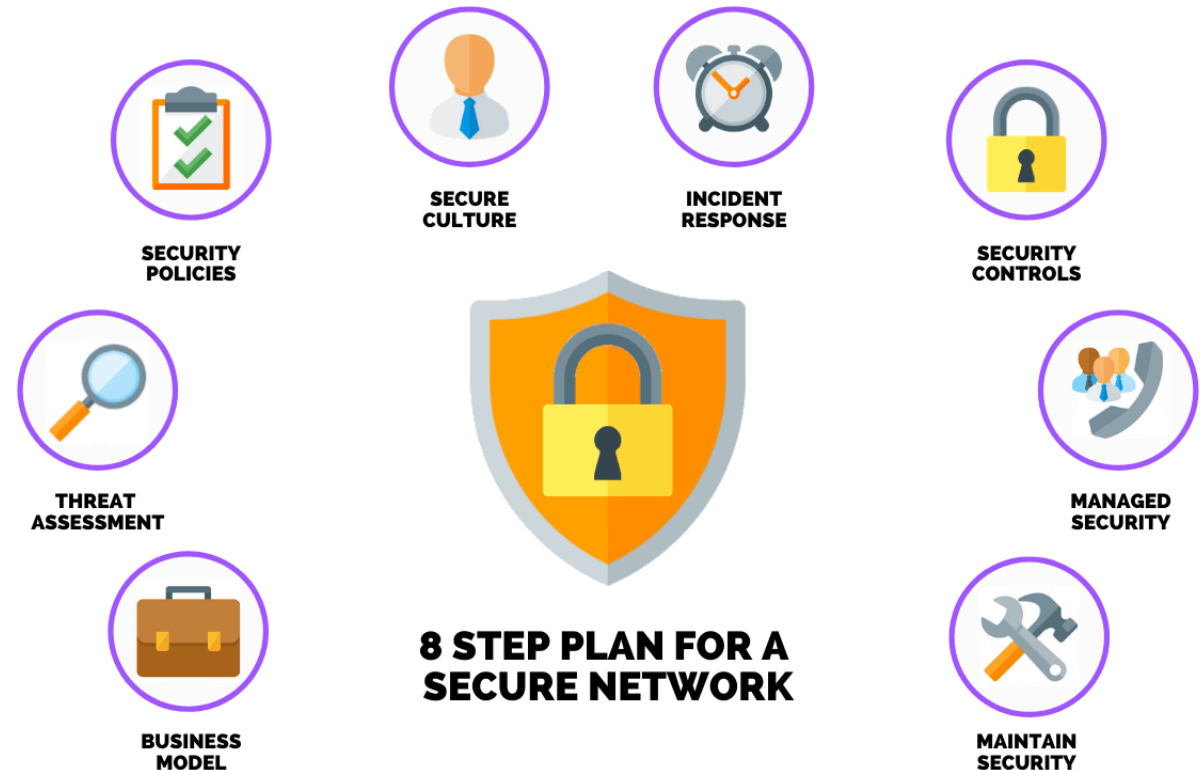 SECURE
CULTURE
INCIDENT
RESPONSE
SECURITY
POLICIES
SECURITY
CONTROLS
THREAT
ASSESSMENT
MANAGED
SECURITY
8 STEP PLAN FOR A
SECURE NETWORK
BUSINESS
MODEL
MAINTAIN
SECURITY